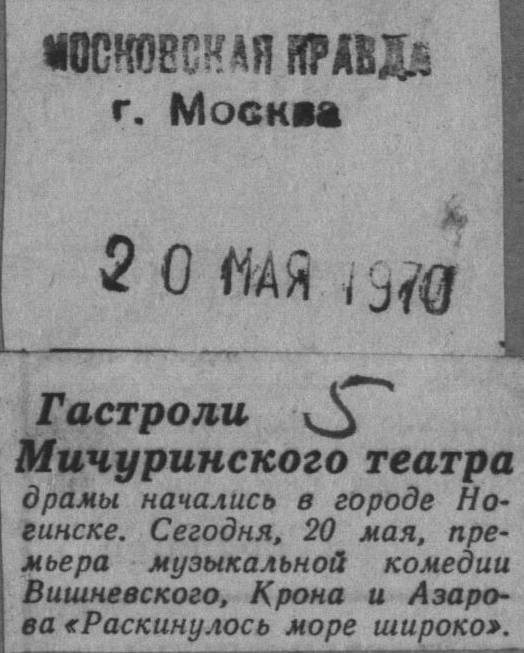 МОСКОВСКАЯ ПРАВДА
г. Москва
20 МАЯ 1970
5
Гастроли
Мичуринского театра
драмы начались в городе Но-
гинске. Сегодня, 20 мая, пре-
мьера музыкальной комедии
Вишневского, Крона и Азаро-
ва «Раскинулось море широко».